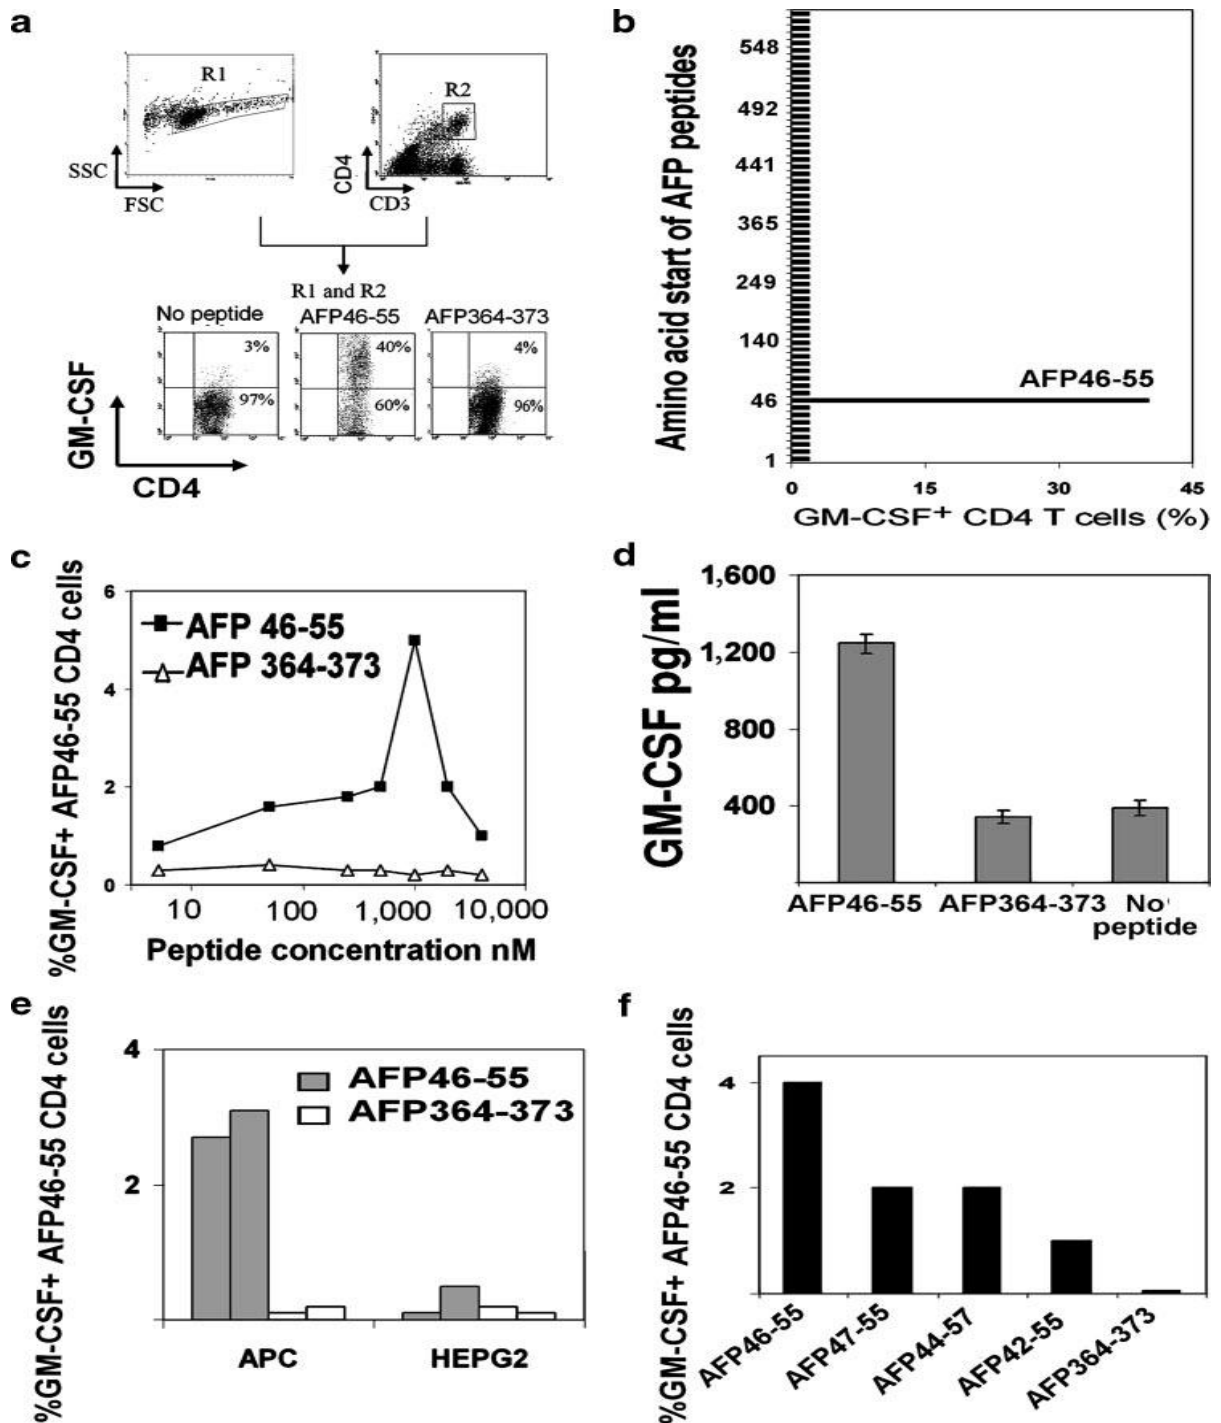 a
R1
SSC
FSC
R2
CD4
CD3
R1 and R2
No peptide
AFP46-55
AFP364-373
3%
97%
40%
60%
4%
96%
GM-CSF
CD4
b
Amino acid start of AFP peptides
548
492
441
365
249
140
46
1
AFP46-55
0 15 30 45
GM-CSF+ CD4 T cells (%)
c
%GM-CSF+ AFP46-55 CD4 cells
6
4
2
0
AFP 46-55
AFP 364-373
10 100 1,000 10,000
Peptide concentration nM
d
GM-CSF pg/ml
1,600
1,200
800
400
AFP46-55 AFP364-373 No
peptide
e
%GM-CSF+ AFP46-55 CD4 cells
4
2
AFP46-55
AFP364-373
APC HEPG2
f
%GM-CSF+ AFP46-55 CD4 cells
4
2
AFP46-55
AFP47-55
AFP44-57
AFP42-55
AFP364-373